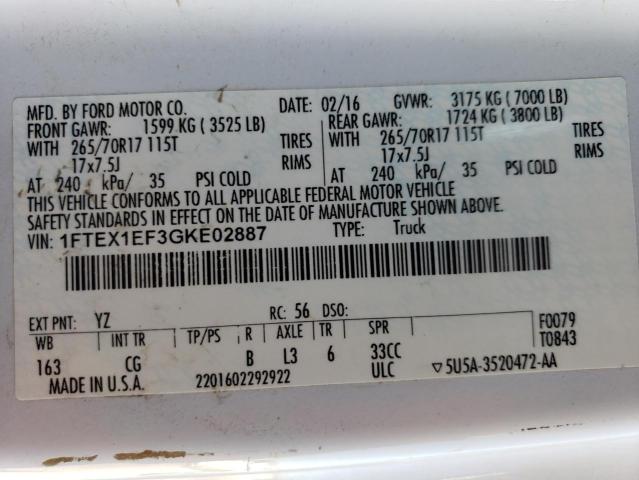 MFD. BY FORD MOTOR CO. DATE: 02/16 GVWR: 3175 KG ( 7000 LB)
FRONT GAWR: 1599 KG ( 3525 LB) REAR GAWR: 1724 KG ( 3800 LB)
WITH 265/70R17 115T TIRES 265/70R17 115T TIRES
17x7.5J RIMS 17x7.5J RIMS
AT 240 kPa/ 35 PSI COLD AT 240 kPa/ 35 PSI COLD
THIS VEHICLE CONFORMS TO ALL APPLICABLE FEDERAL MOTOR VEHICLE
SAFETY STANDARDS IN EFFECT ON THE DATE OF MANUFACTURE SHOWN ABOVE.
VIN: 1FTEX1EF3GKE02887 TYPE: Truck
EXT PNT: YZ RC: 56 DSO: F0079
WB INT TR TP/PS R AXLE TR SPR T0843
163 CG B L3 6 33CC
ULC ▽5U5A-3520472-AA
MADE IN U.S.A. 2201602292922